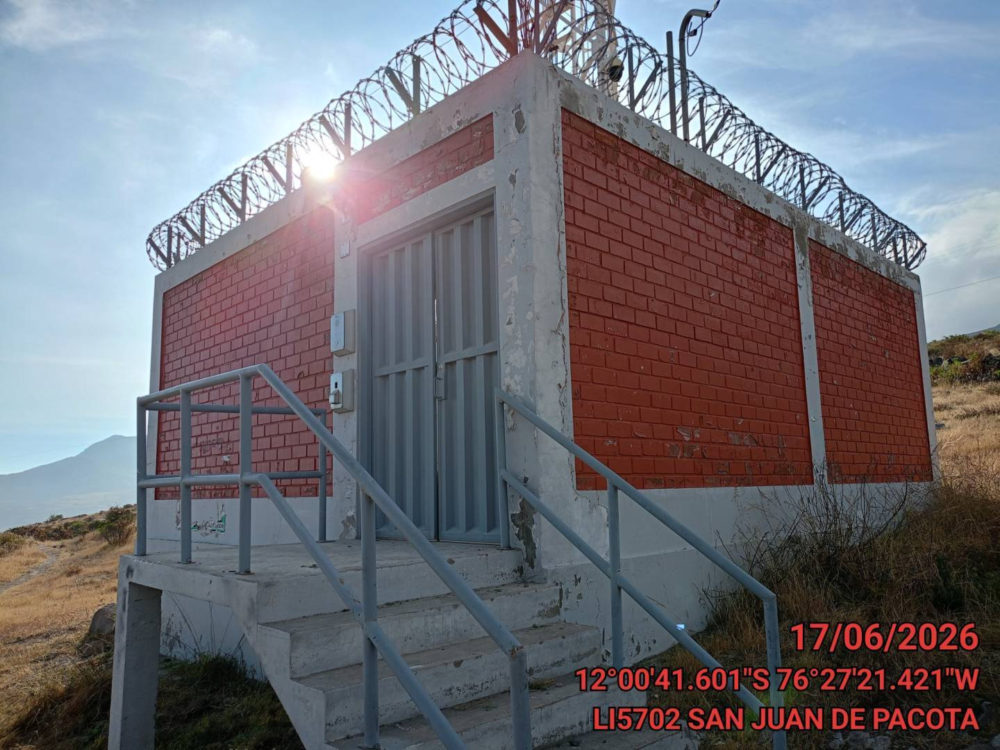 17/06/2026
12°00'41.601"S 76°27'21.421"W
LI5702 SAN JUAN DE PACOTA